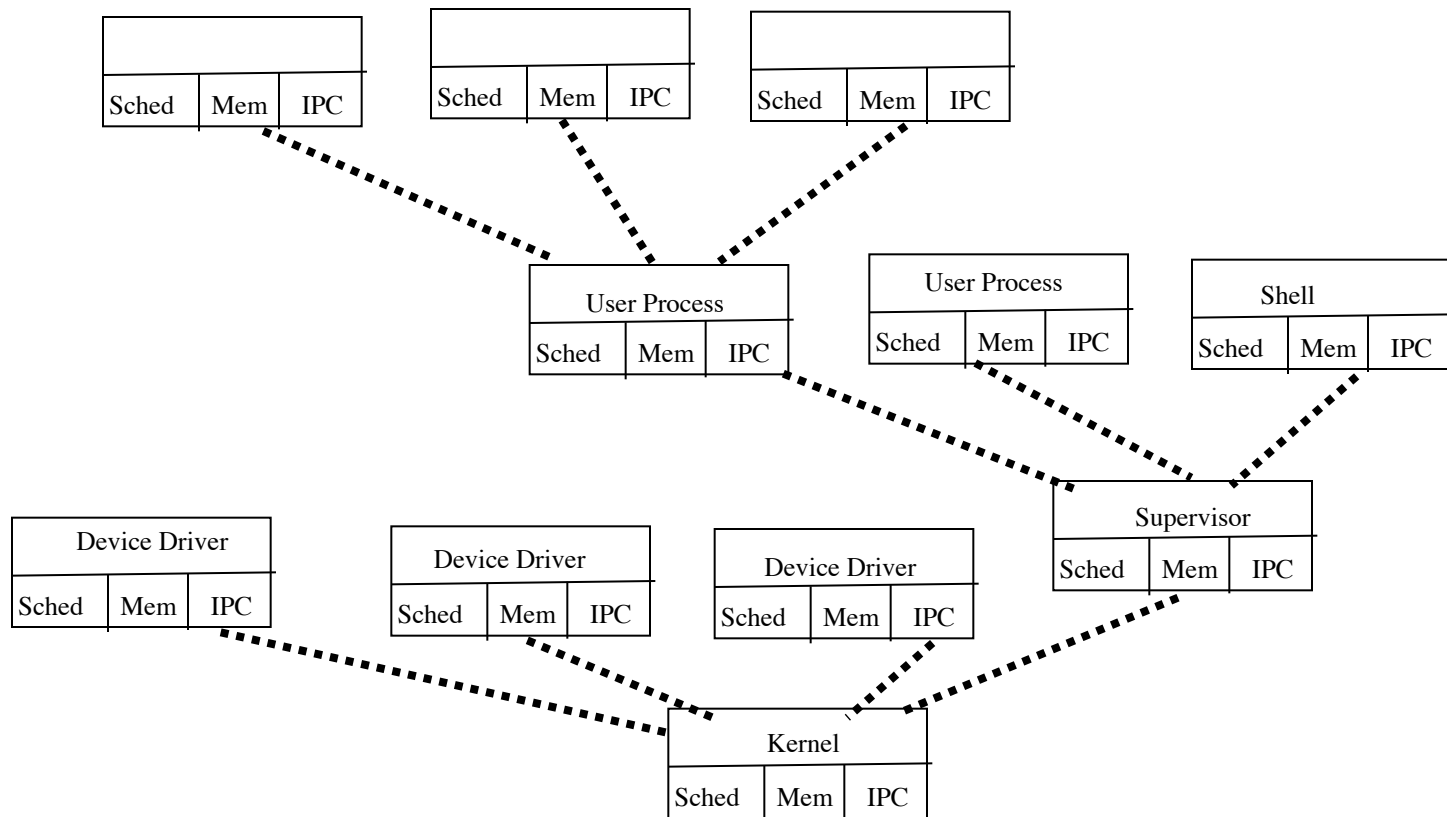 Sched Mem IPC
Sched Mem IPC
Sched Mem IPC
User Process
Sched Mem IPC
User Process
Sched Mem IPC
Shell
Sched Mem IPC
Supervisor
Sched Mem IPC
Device Driver
Sched Mem IPC
Device Driver
Sched Mem IPC
Device Driver
Sched Mem IPC
Kernel
Sched Mem IPC